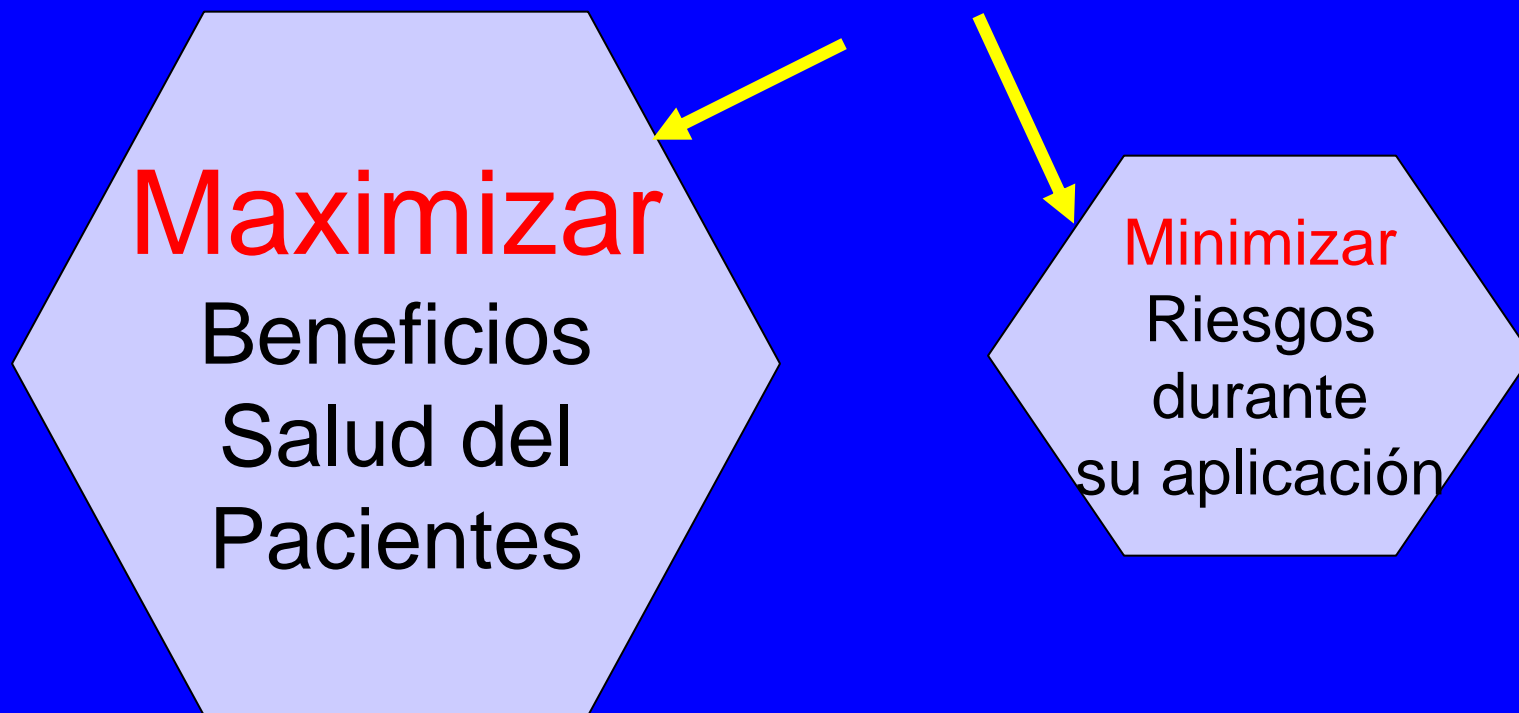 Maximizar
Beneficios
Salud del
Pacientes
Minimizar
Riesgos
durante
su aplicación